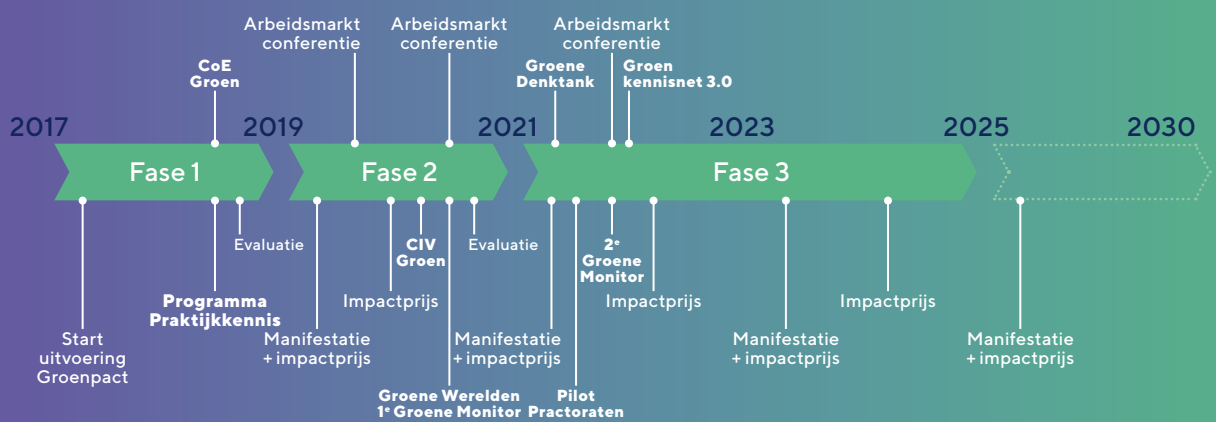 Arbeidsmarkt
conferentie
Arbeidsmarkt
conferentie
Arbeidsmarkt
conferentie
CoE
Groen
Groene
Denktank
Groen
kennisnet 3.0
2017
2019
2021
2023
2025
2030
Fase 1
Fase 2
Fase 3
Evaluatie
CIV
Groen
Evaluatie
2e
Groene
Monitor
Programma
Praktijkkennis
Impactprijs
Impactprijs
Impactprijs
Start
uitvoering
Groenpact
Manifestatie
+ impactprijs
Manifestatie
+ impactprijs
Manifestatie
+ impactprijs
Manifestatie
+ impactprijs
Groene Werelden
1e Groene Monitor
Pilot
Practoraten